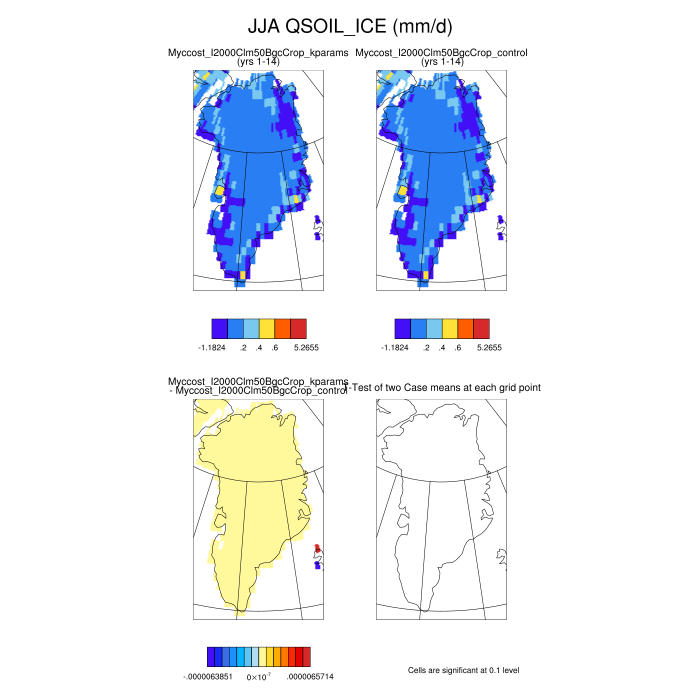 JJA QSOIL_ICE (mm/d)
Myccost_I2000Clm50BgcCrop_kparams
(yrs 1-14)
Myccost_I2000Clm50BgcCrop_control
(yrs 1-14)
-1.1824 .2 .4 .6 5.2655
-1.1824 .2 .4 .6 5.2655
Myccost_I2000Clm50BgcCrop_kparams
- Myccost_I2000Clm50BgcCrop_control
-Test of two Case means at each grid point
-.0000063851 0×10⁻⁷ .0000065714
Cells are significant at 0.1 level